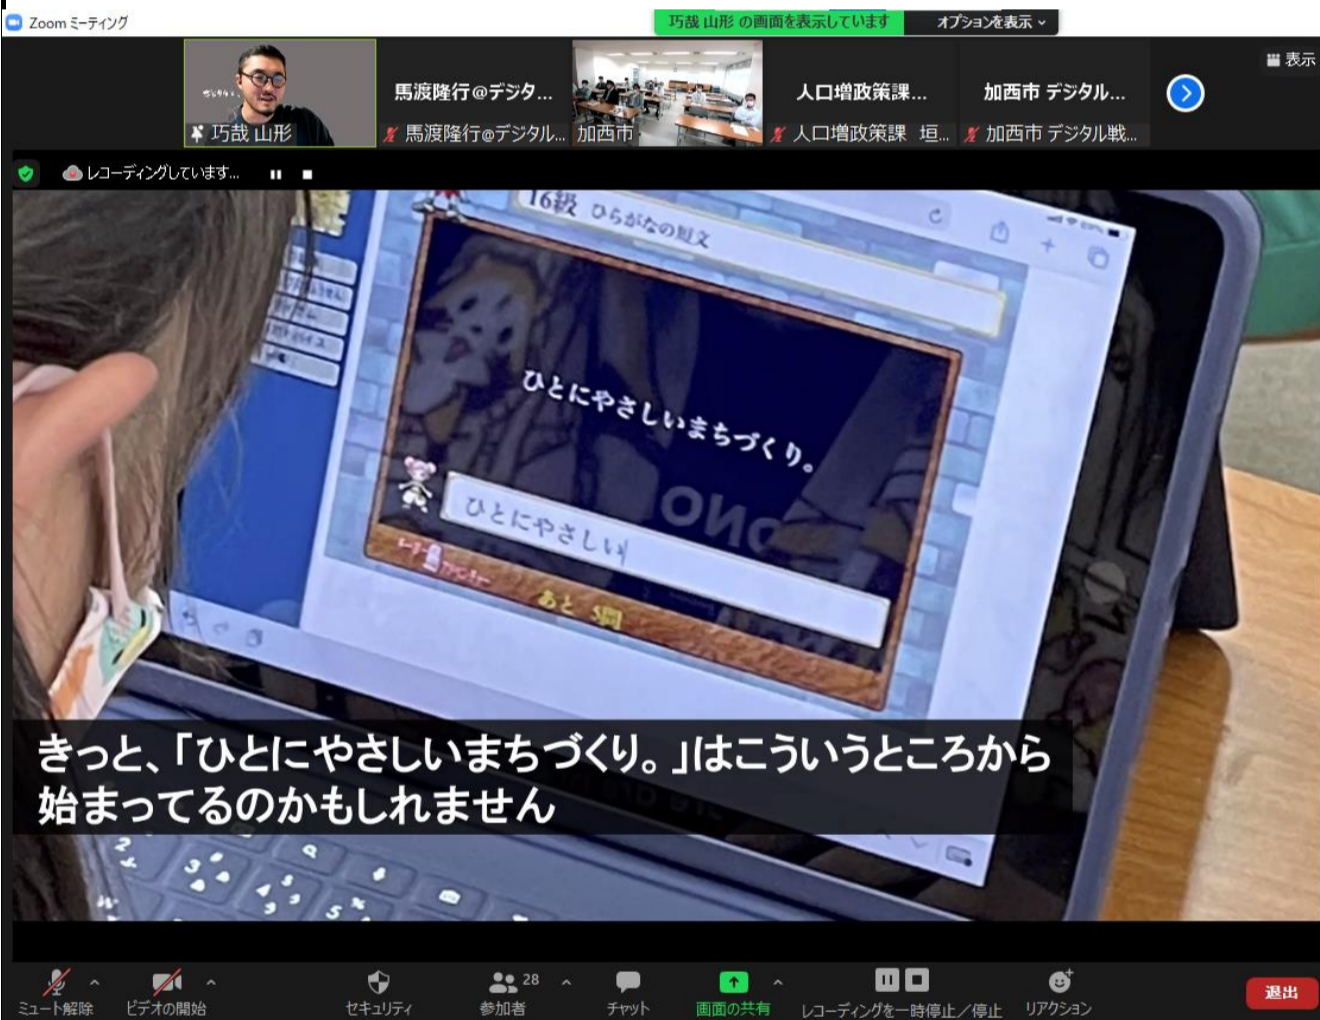 Zoom ミーティング
巧哉 山形 の画面を表示しています
オプションを表示
表示
巧哉 山形
馬渡隆行@デジタ...
馬渡隆行@デジタル...
加西市
人口増政策課...
人口増政策課 垣...
加西市 デジタル...
加西市 デジタル戦...
レコーディングしています...
16級 ひらがなの短文
ひとにやさしいまちづくり。
ひとにやさしい
あと
きっと、「ひとにやさしいまちづくり。」はこういうところから
始まってるのかもしれません
ミュート解除
ビデオの開始
セキュリティ
28
参加者
チャット
画面の共有
レコーディングを一時停止/停止
リアクション
退出